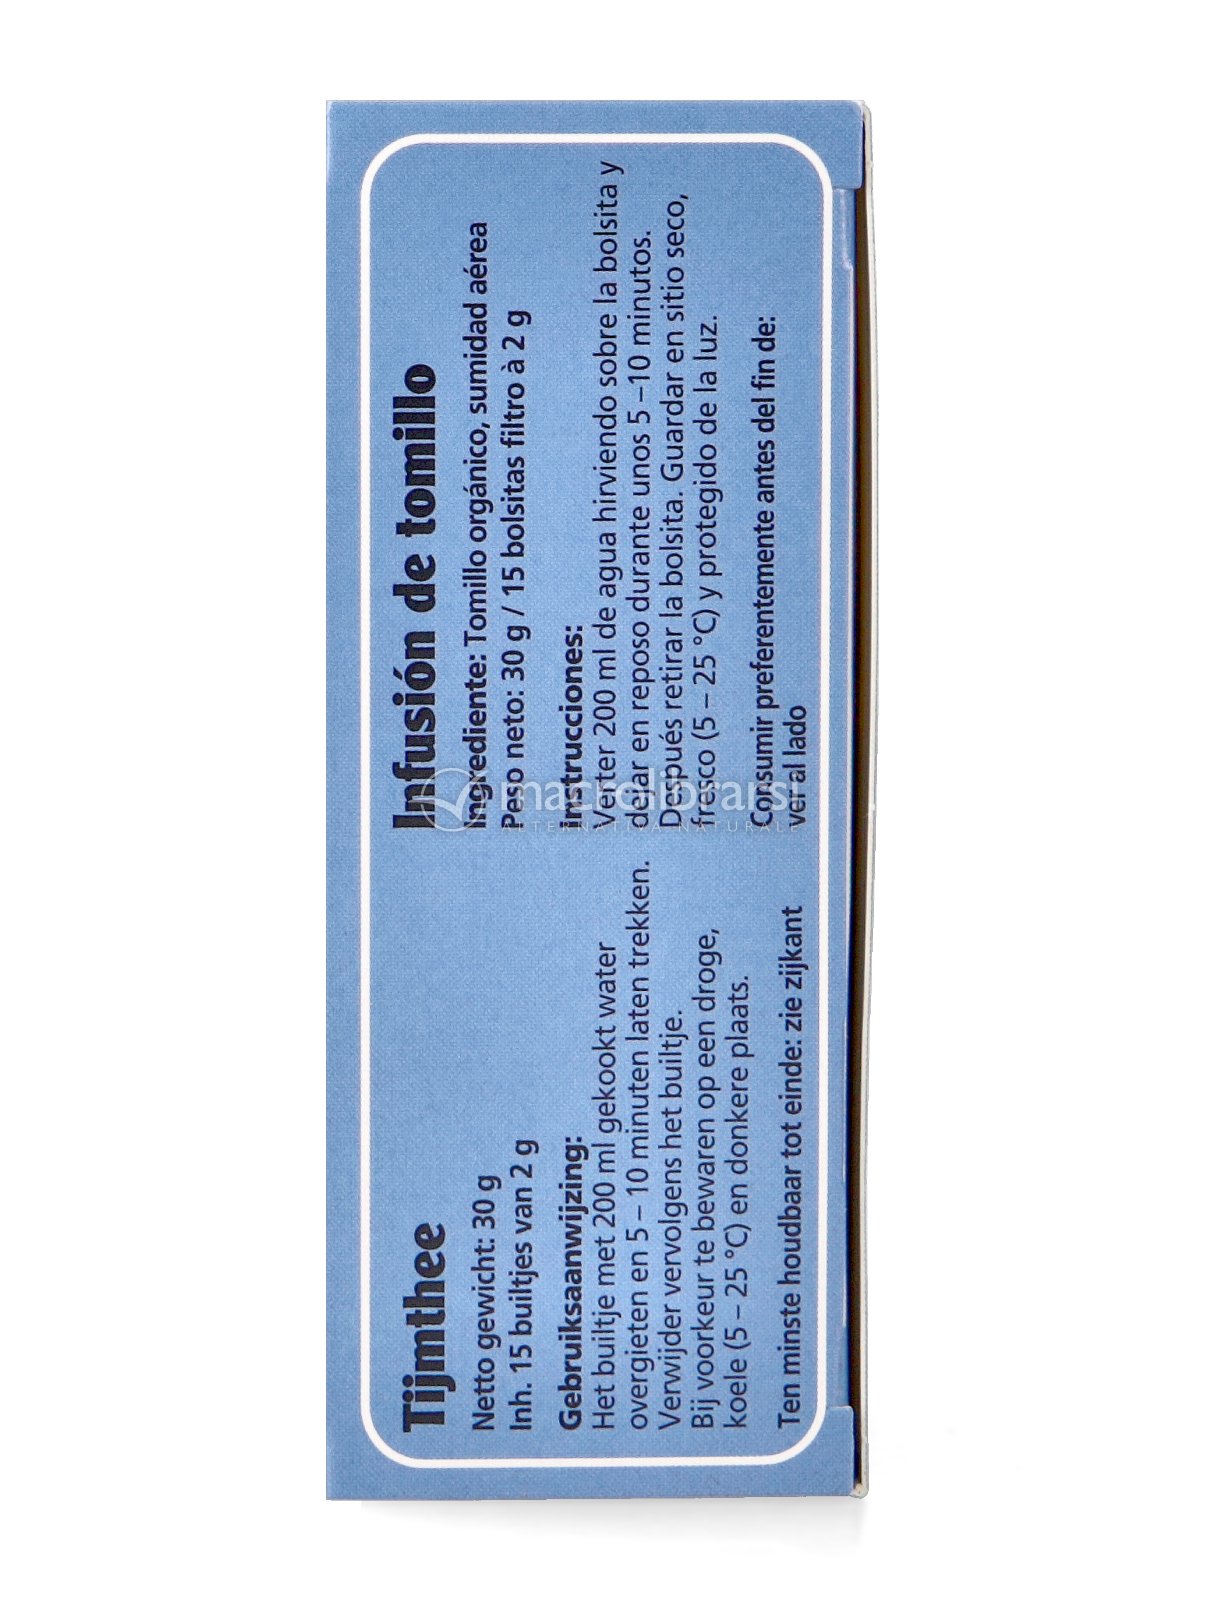 Tijmthee
Netto gewicht: 30 g
Inh. 15 builtjes van 2 g
Gebruiksaanwijzing:
Het builtje met 200 ml gekookt water
overgieten en 5 – 10 minuten laten trekken.
Verwijder vervolgens het builtje.
Bij voorkeur te bewaren op een droge,
koele (5 – 25 °C) en donkere plaats.
Ten minste houdbaar tot einde: zie zijkant
Infusión de tomillo
Ingrediente: Tomillo orgánico, sumidad aérea
Peso neto: 30 g / 15 bolsitas filtro à 2 g
Instrucciones:
Verter 200 ml de agua hirviendo sobre la bolsita y
dejar en reposo durante unos 5 –10 minutos.
Depués retirar la bolsita. Guardar en sitio seco,
fresco (5 – 25 °C) y protegido de la luz.
Consumir preferentemente antes del fin de:
ver al lado
macrolibrarsi
ALTERNATIVA NATURALE